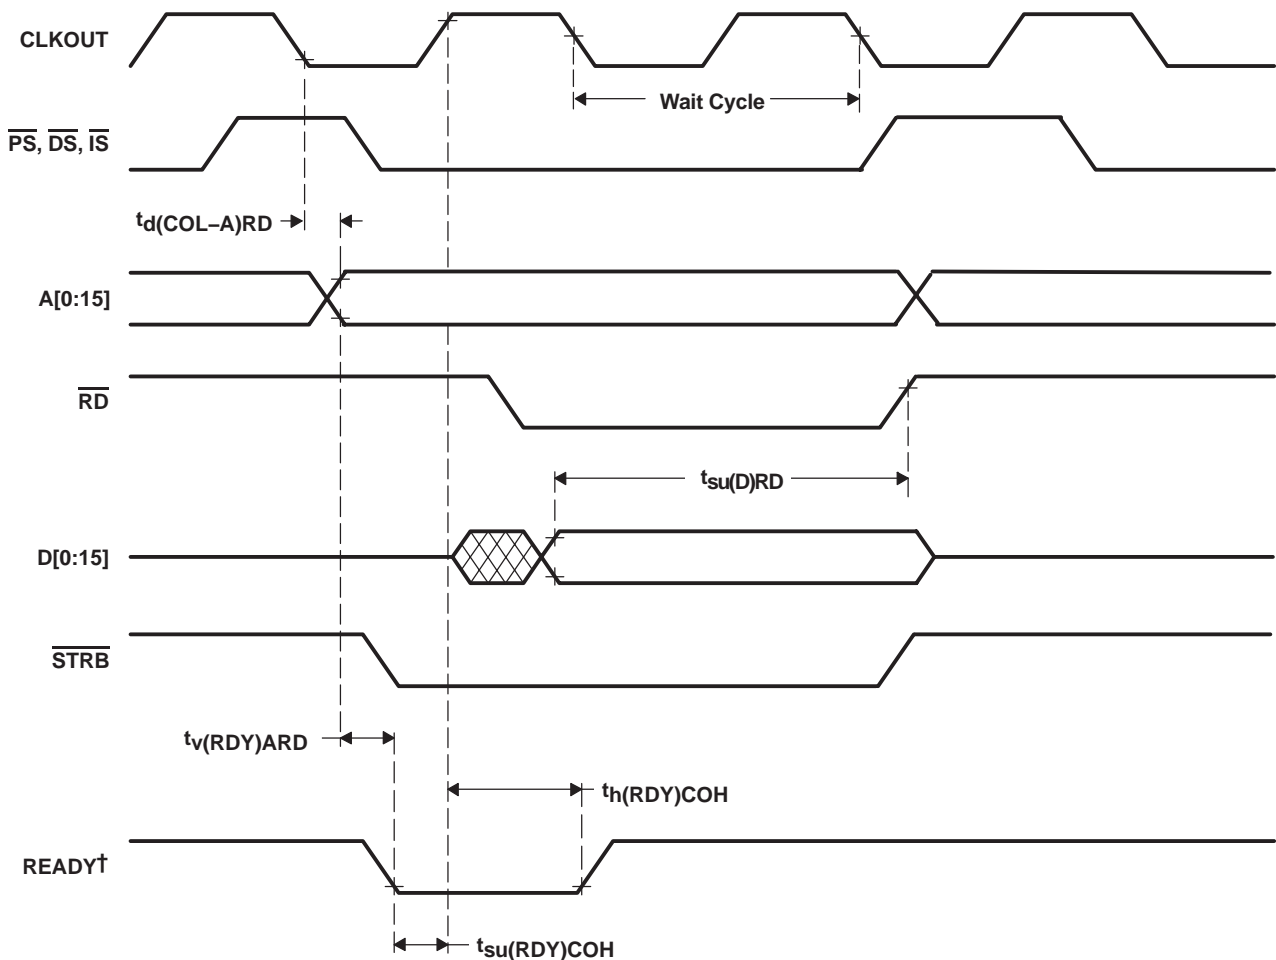 CLKOUT
Wait Cycle
PS, DS, IS
td(COL–A)RD
A[0:15]
RD
tsu(D)RD
D[0:15]
STRB
tv(RDY)ARD
th(RDY)COH
READY†
tsu(RDY)COH